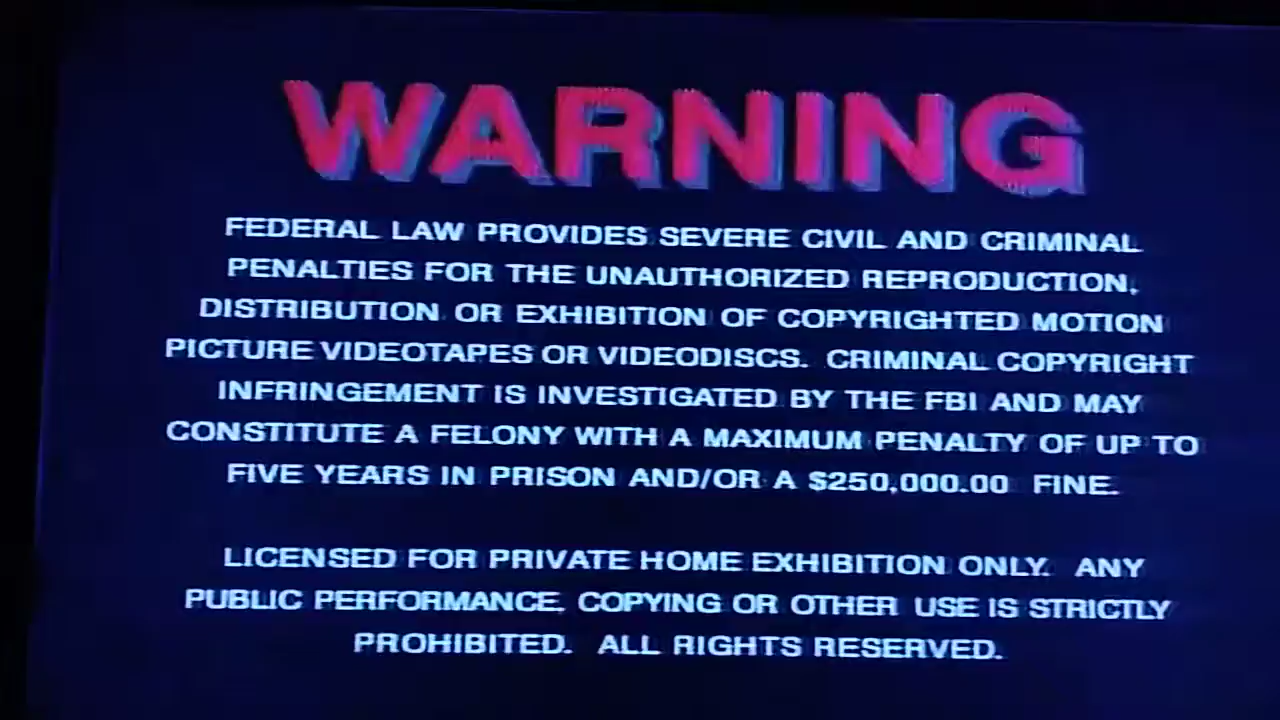 WARNING
FEDERAL LAW PROVIDES SEVERE CIVIL AND CRIMINAL
PENALTIES FOR THE UNAUTHORIZED REPRODUCTION,
DISTRIBUTION OR EXHIBITION OF COPYRIGHTED MOTION
PICTURE VIDEOTAPES OR VIDEODISCS. CRIMINAL COPYRIGHT
INFRINGEMENT IS INVESTIGATED BY THE FBI AND MAY
CONSTITUTE A FELONY WITH A MAXIMUM PENALTY OF UP TO
FIVE YEARS IN PRISON AND/OR A $250,000.00 FINE.
LICENSED FOR PRIVATE HOME EXHIBITION ONLY. ANY
PUBLIC PERFORMANCE, COPYING OR OTHER USE IS STRICTLY
PROHIBITED. ALL RIGHTS RESERVED.